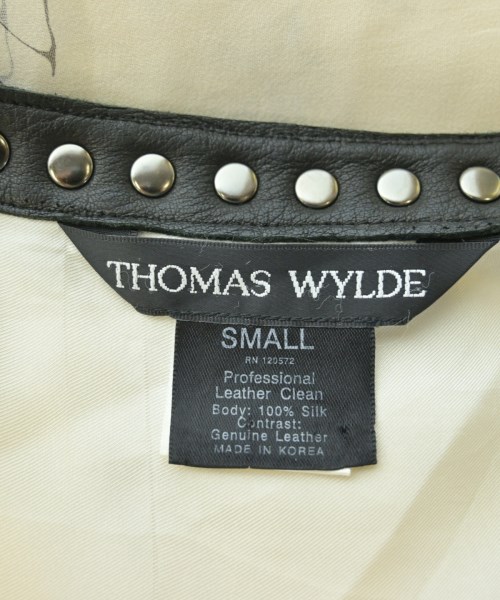 THOMAS WYLDE
SMALL
RN 120572
Professional
Leather Clean
Body: 100% Silk
Contrast:
Genuine Leather
MADE IN KOREA